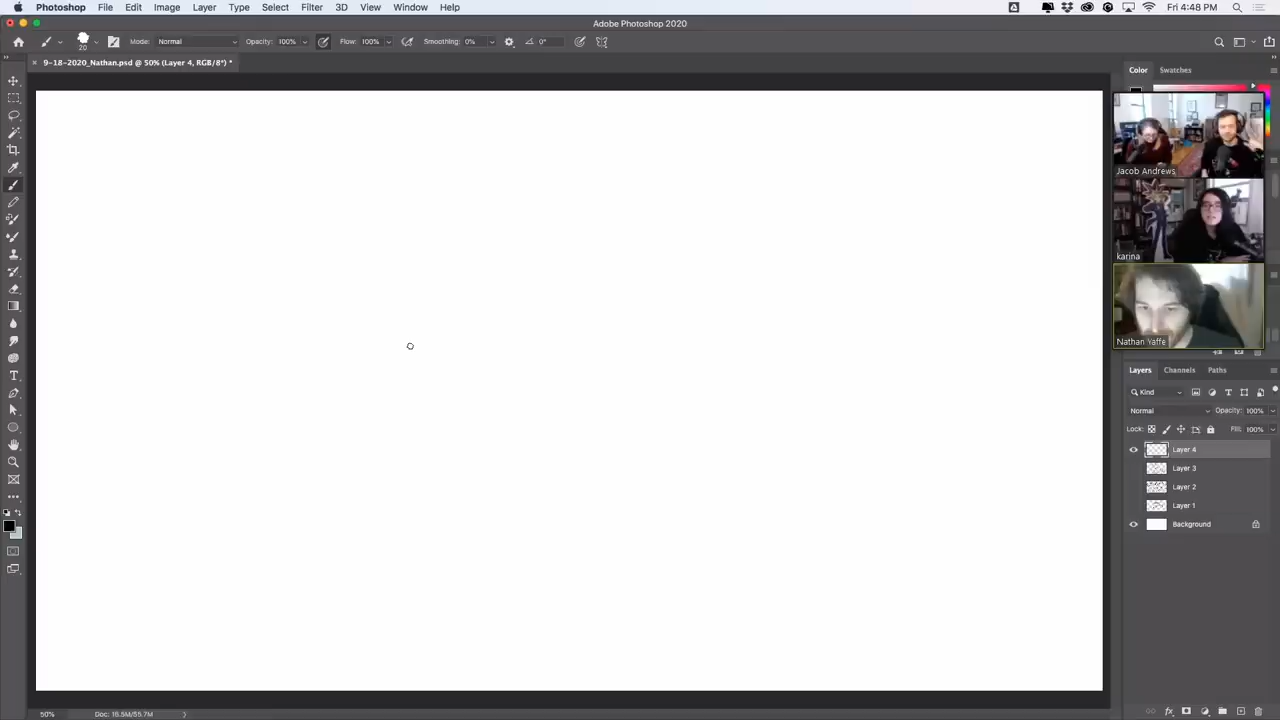 Photoshop File Edit Image Layer Type Select Filter 3D View Window Help Fri 4:48 PM
Adobe Photoshop 2020
20 Mode: Normal Opacity: 100% Flow: 100% Smoothing: 0% 0°
9-18-2020_Nathan.psd @ 50% (Layer 4, RGB/8*) *
Color Swatches
Jacob Andrews
karina
Nathan Yaffe
Layers Channels Paths
Kind
Normal Opacity: 100%
Lock: Fill: 100%
Layer 4
Layer 3
Layer 2
Layer 1
Background
50% Doc: 15.5M/55.7M